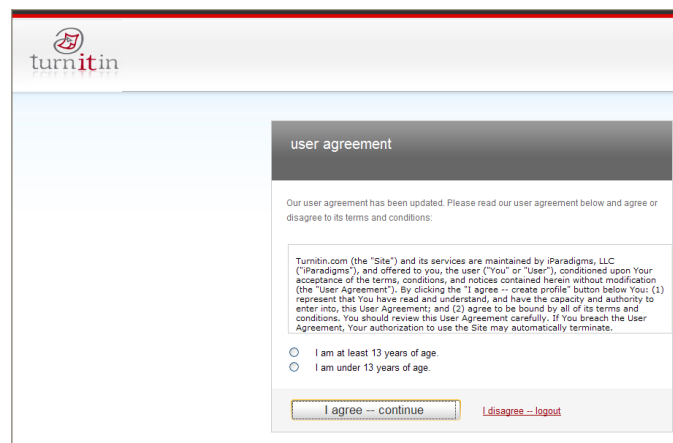 turnitin
user agreement
Our user agreement has been updated. Please read our user agreement below and agree or
disagree to its terms and conditions:
Turnitin.com (the "Site") and its services are maintained by iParadigms, LLC
("iParadigms"), and offered to you, the user ("You" or "User"), conditioned upon Your
acceptance of the terms, conditions, and notices contained herein without modification
(the "User Agreement"). By clicking the "I agree -- create profile" button below You: (1)
represent that You have read and understand, and have the capacity and authority to
enter into, this User Agreement; and (2) agree to be bound by all of its terms and
conditions. You should review this User Agreement carefully. If You breach the User
Agreement, Your authorization to use the Site may automatically terminate.
I am at least 13 years of age.
I am under 13 years of age.
I agree -- continue
I disagree -- logout